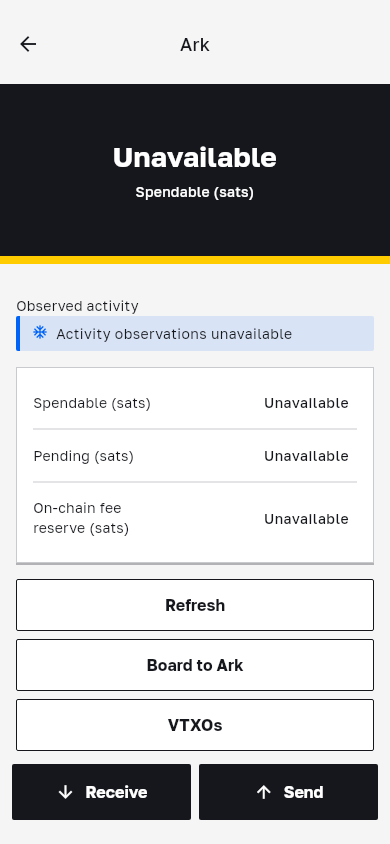 Ark
Unavailable
Spendable (sats)
Observed activity
Activity observations unavailable
Spendable (sats) Unavailable
Pending (sats) Unavailable
On-chain fee
reserve (sats) Unavailable
Refresh
Board to Ark
VTXOs
Receive Send